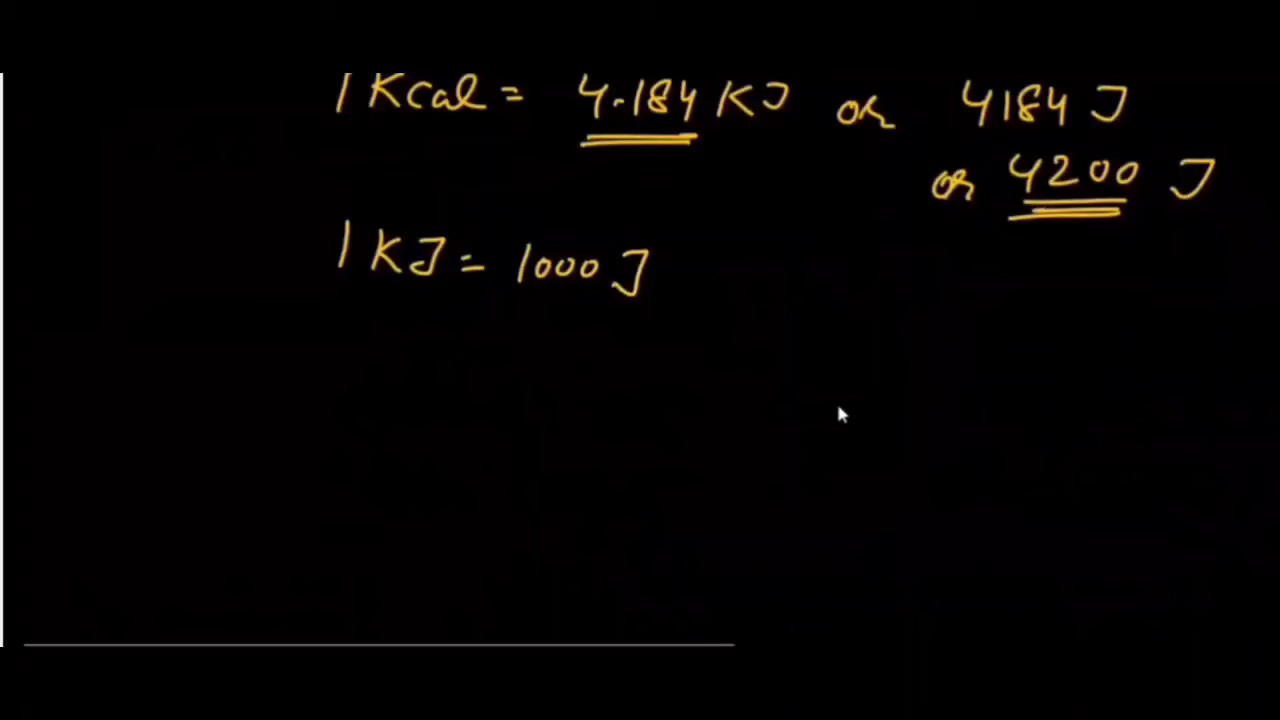 1 Kcal = 4.184 KJ or 4184 J
or 4200 J
1 KJ = 1000 J